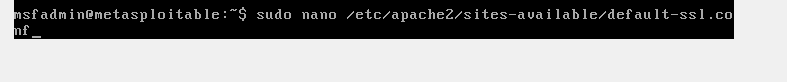 msfadmin@metasploitable:~$ sudo nano /etc/apache2/sites-available/default-ssl.co
nf_